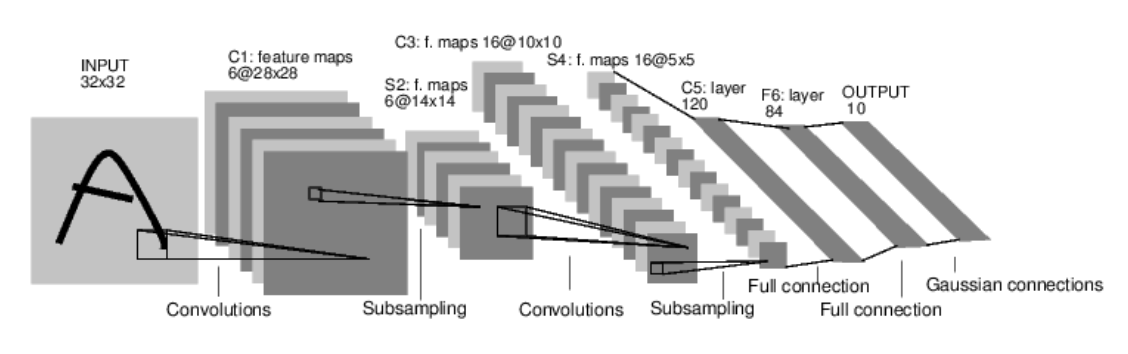 INPUT
32x32
C1: feature maps
6@28x28
S2: f. maps
6@14x14
C3: f. maps 16@10x10
S4: f. maps 16@5x5
C5: layer
120
F6: layer
84
OUTPUT
10
Convolutions
Subsampling
Convolutions
Subsampling
Full connection
Full connection
Gaussian connections